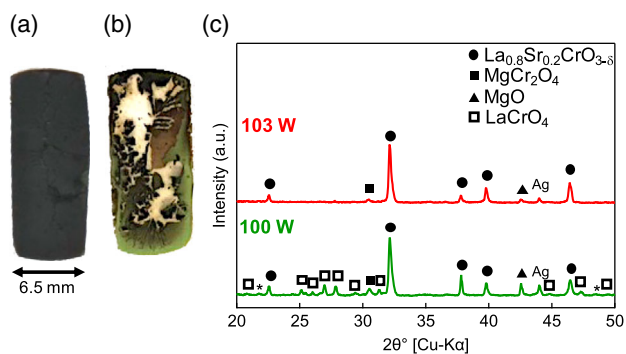 (a)
(b)
(c)
6.5 mm
La0.8Sr0.2CrO3-δ
MgCr2O4
MgO
LaCrO4
103 W
Ag
100 W
Ag
*
*
Intensity (a.u.)
20 25 30 35 40 45 50
2θ° [Cu-Kα]